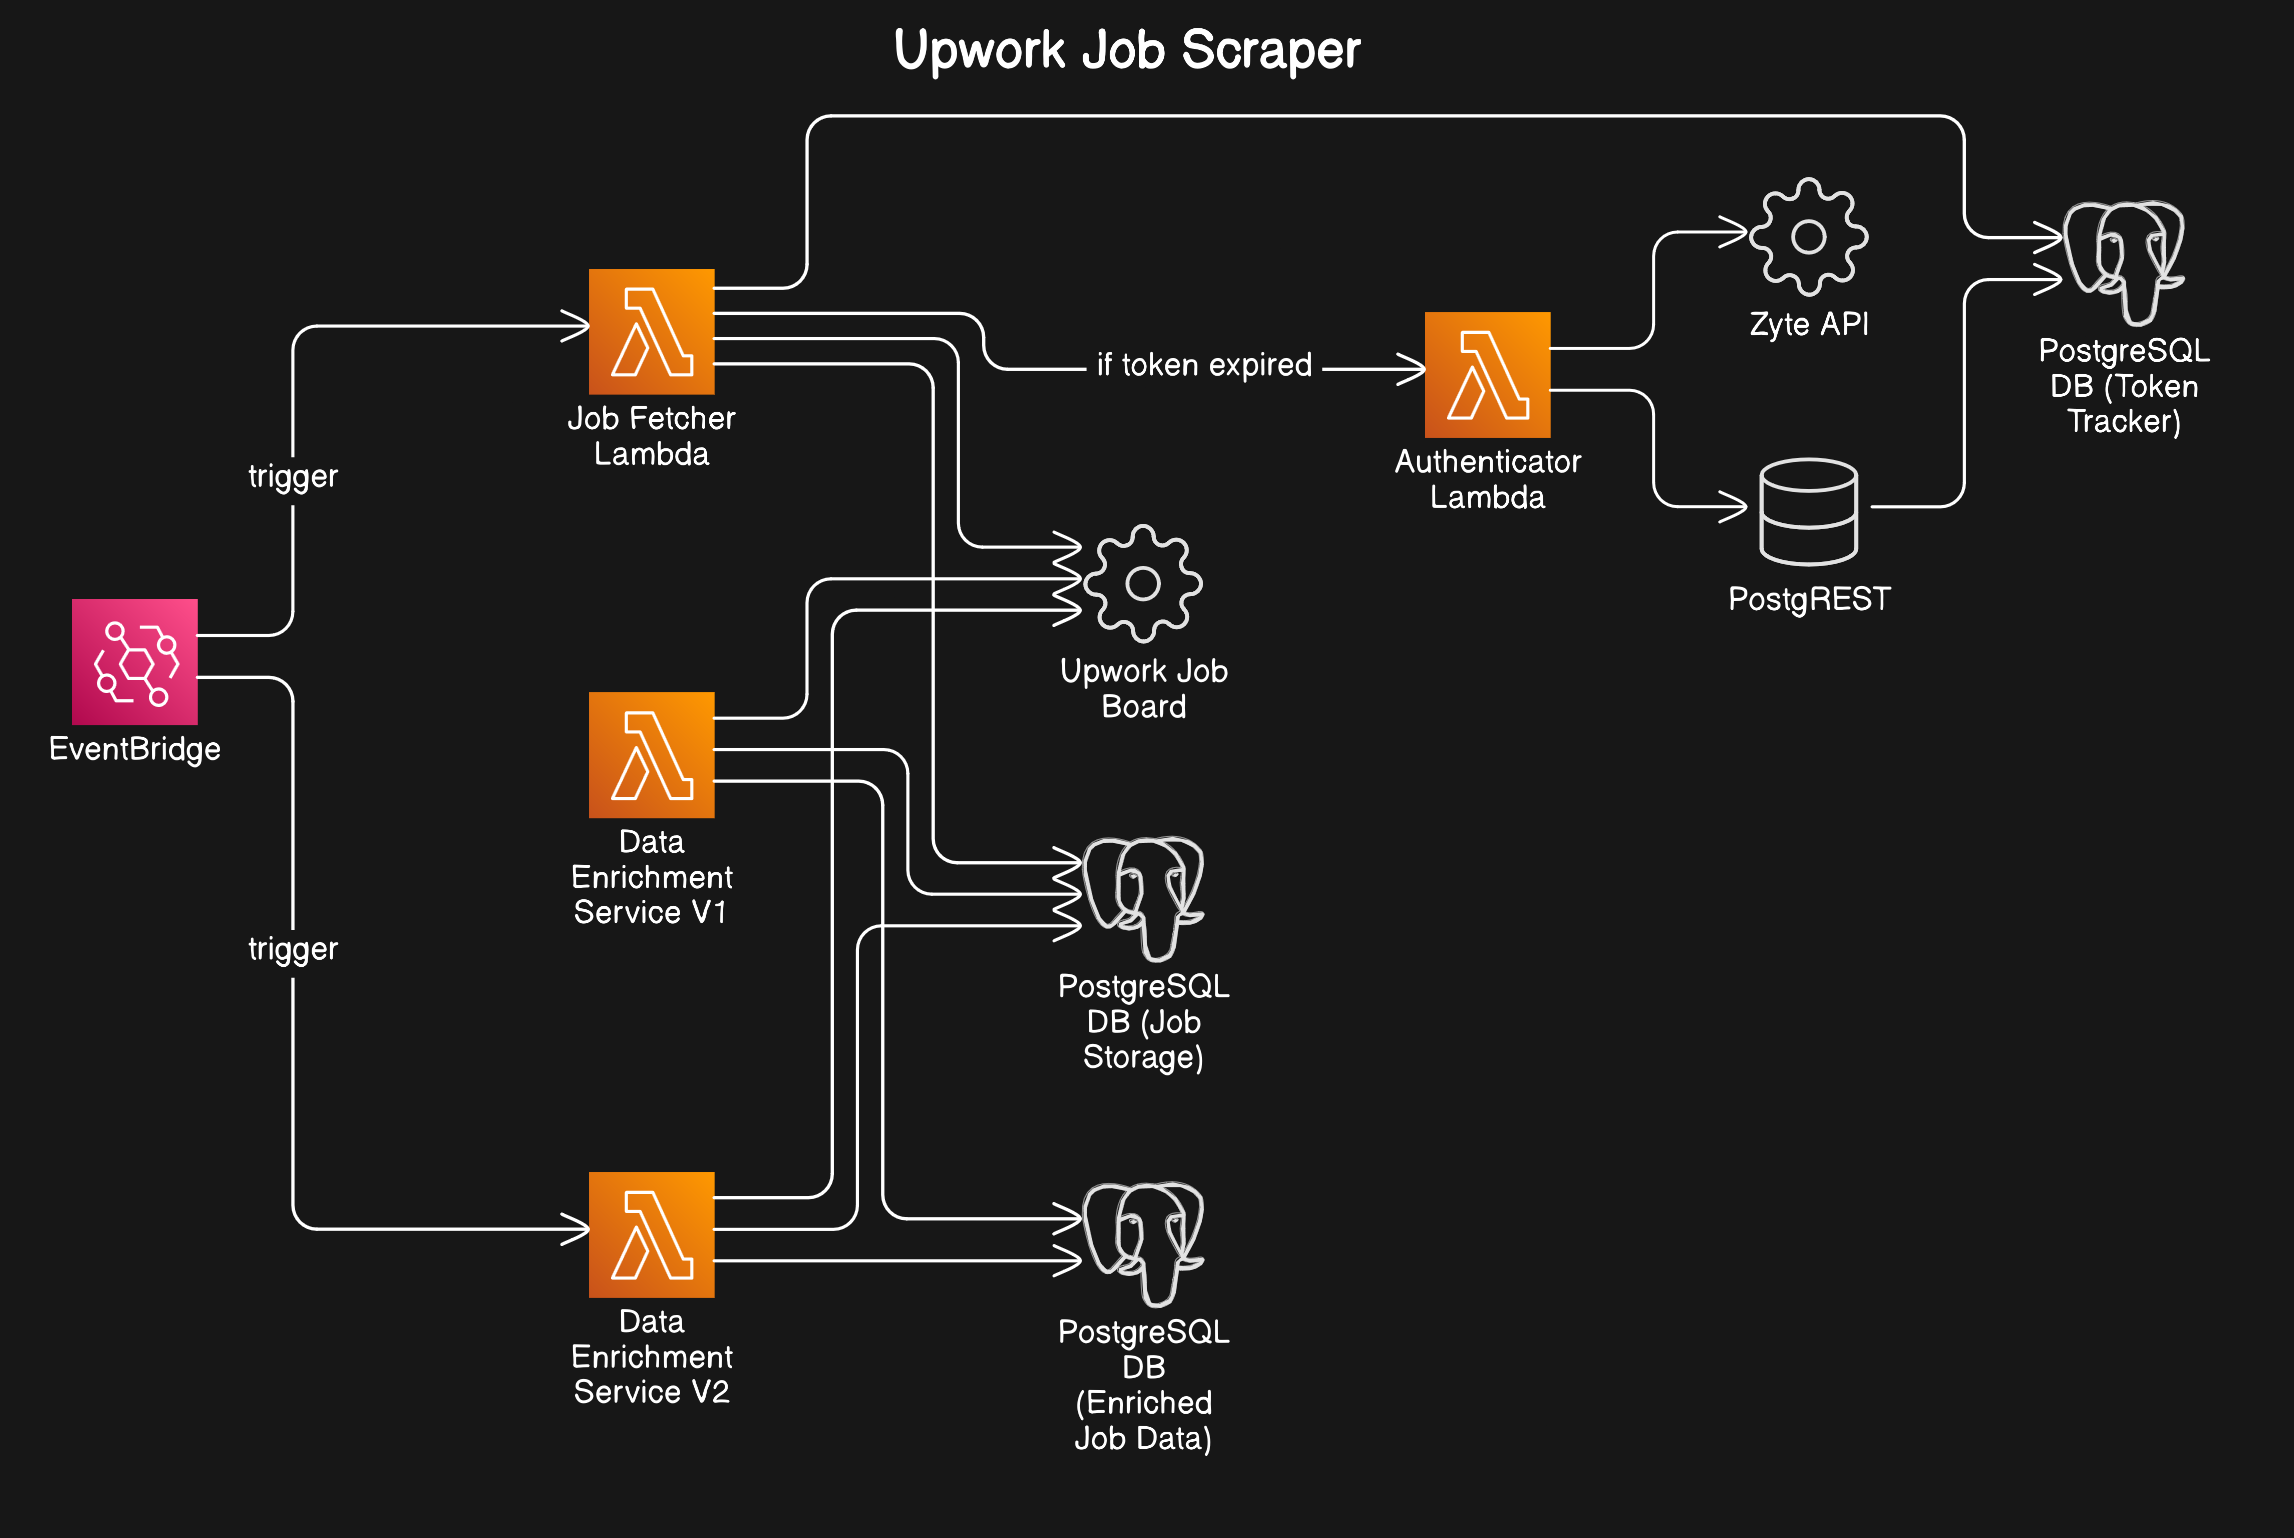 Upwork Job Scraper
Zyte API
PostgreSQL
DB (Token
Tracker)
if token expired
Job Fetcher
Lambda
Authenticator
Lambda
trigger
PostgREST
Upwork Job
Board
EventBridge
Data
Enrichment
Service V1
trigger
PostgreSQL
DB (Job
Storage)
Data
Enrichment
Service V2
PostgreSQL
DB
(Enriched
Job Data)